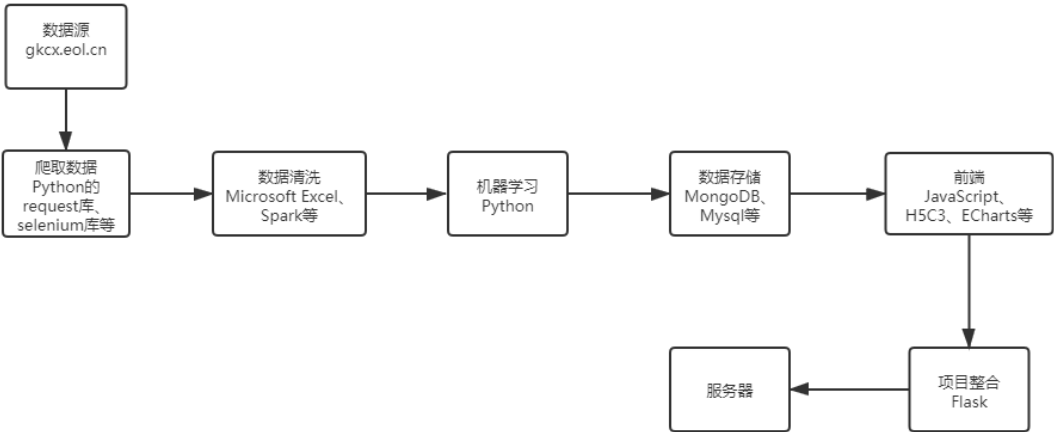 数据源
gkcx.eol.cn
爬取数据
Python的
request库、
selenium库等
数据清洗
Microsoft Excel、
Spark等
机器学习
Python
数据存储
MongoDB、
Mysql等
前端
JavaScript、
H5C3、ECharts等
项目整合
Flask
服务器